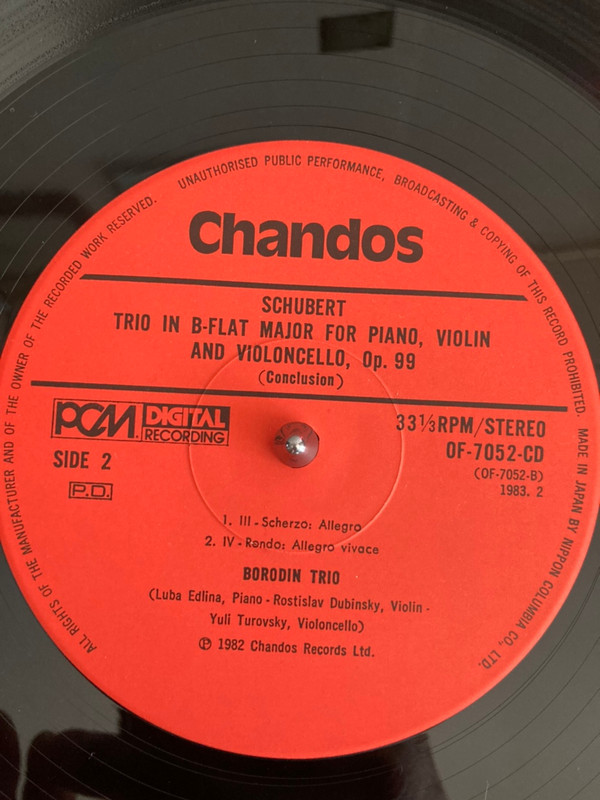 ALL RIGHTS OF THE MANUFACTURER AND OF THE OWNER OF THE RECORDED WORK RESERVED. UNAUTHORISED PUBLIC PERFORMANCE, BROADCASTING & COPYING OF THIS RECORD PROHIBITED. MADE IN JAPAN BY NIPPON COLUMBIA CO., LTD.
Chandos
SCHUBERT
TRIO IN B-FLAT MAJOR FOR PIANO, VIOLIN
AND VIOLONCELLO, Op. 99
(Conclusion)
PCM. DIGITAL
RECORDING
33⅓RPM/STEREO
SIDE 2
OF-7052-CD
(OF-7052-B)
P.D.
1983. 2
1. III - Scherzo: Allegro
2. IV - Rando: Allegro vivace
BORODIN TRIO
(Luba Edlina, Piano - Rostislav Dubinsky, Violin -
Yuli Turovsky, Violoncello)
℗ 1982 Chandos Records Ltd.